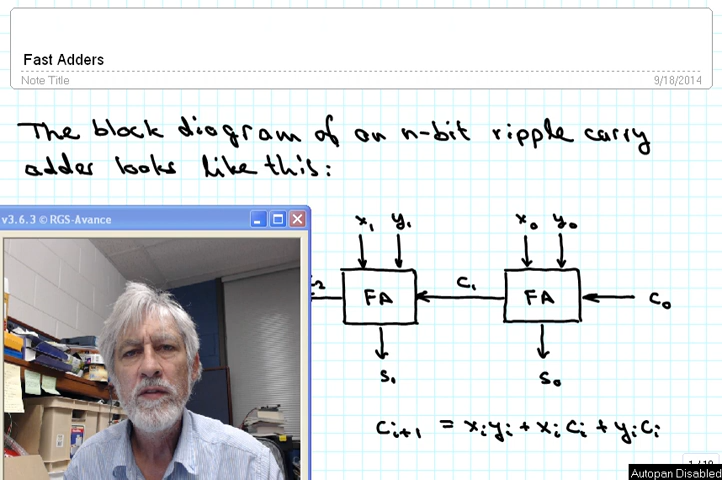 Fast Adders
Note Title
9/18/2014
The block diagram of an n-bit ripple carry
adder looks like this:
v3.6.3 © RGS-Avance
x₁ y₁ x₀ y₀
FA C₁ FA C₀
S₁ S₀
Cᵢ₊₁ = xᵢyᵢ + xᵢCᵢ + yᵢCᵢ
Autopan Disabled